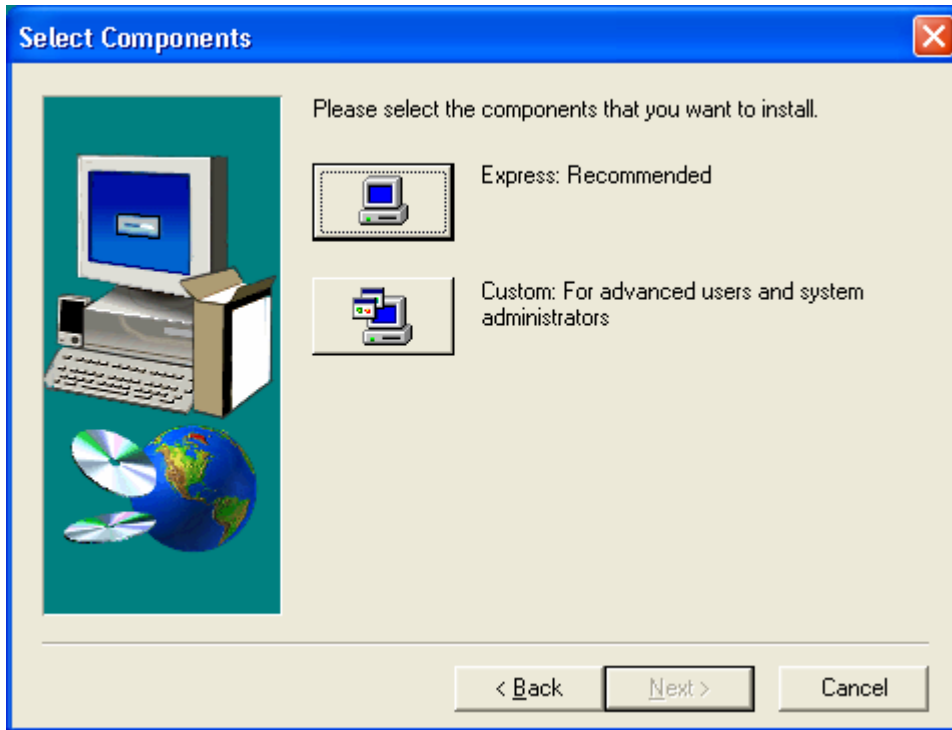 Select Components
Please select the components that you want to install.
Express: Recommended
Custom: For advanced users and system
administrators
< Back
Next >
Cancel